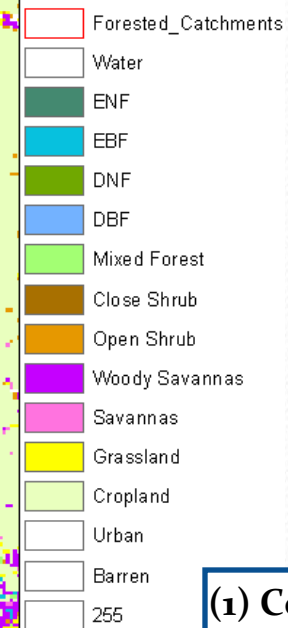 Forested_Catchments
Water
ENF
EBF
DNF
DBF
Mixed Forest
Close Shrub
Open Shrub
Woody Savannas
Savannas
Grassland
Cropland
Urban
Barren
255
(1)